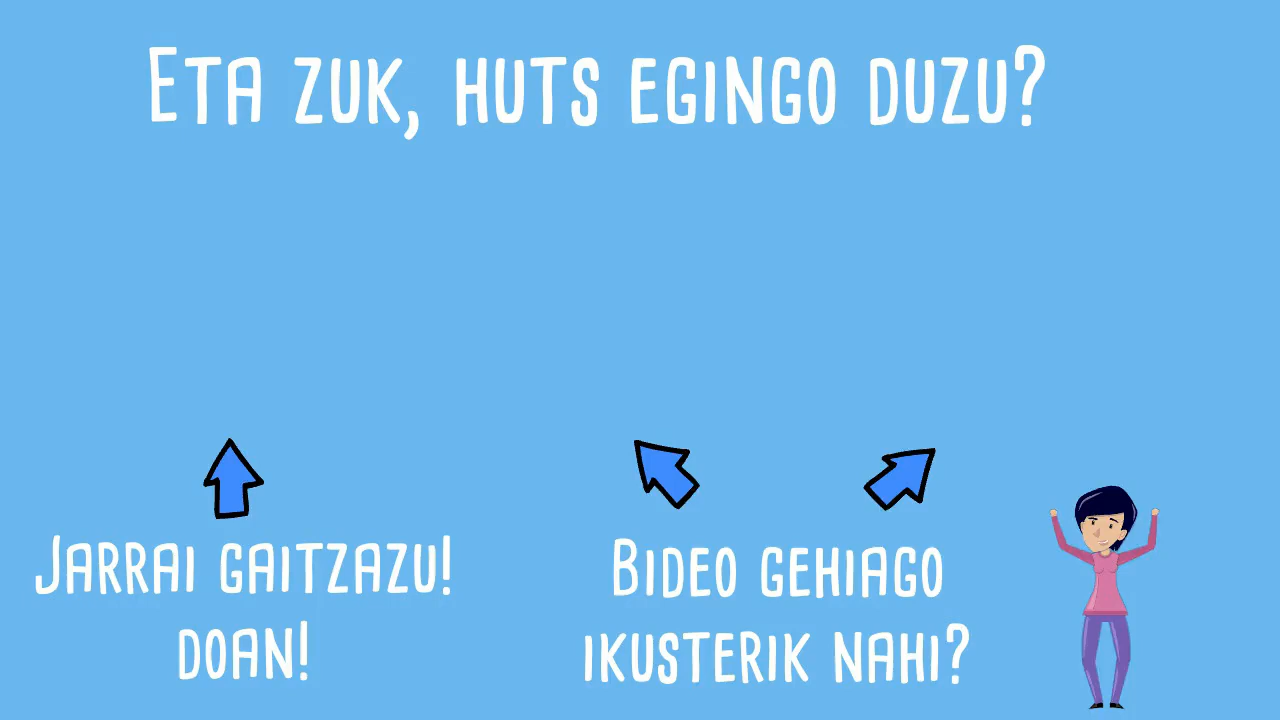 Eta zuk, huts egingo duzu?
Jarrai gaitzazu!
doan!
Bideo gehiago
ikusterik nahi?